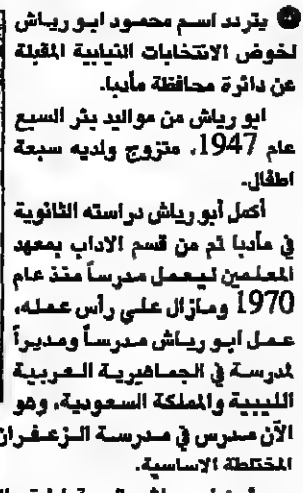 يتردد اسم محمود ابو رياش
لخوض الانتخابات النيابية المقبلة
عن دائرة محافظة مأدبا.
ابو رياش من مواليد بئر السبع
عام 1947، متزوج ولديه سبعة
اطفال.
أكمل أبو رياش دراسته الثانوية
في مأدبا ثم من قسم الاداب بمعهد
المعلمين ليعمل مدرساً منذ عام
1970 ومازال على رأس عمله،
عمل ابو رياش مدرساً ومديراً
لمدرسة في الجماهيرية العربية
الليبية والمملكة السعودية، وهو
الآن مدرس في مدرسة الزعفران
المختلطة الاساسية.